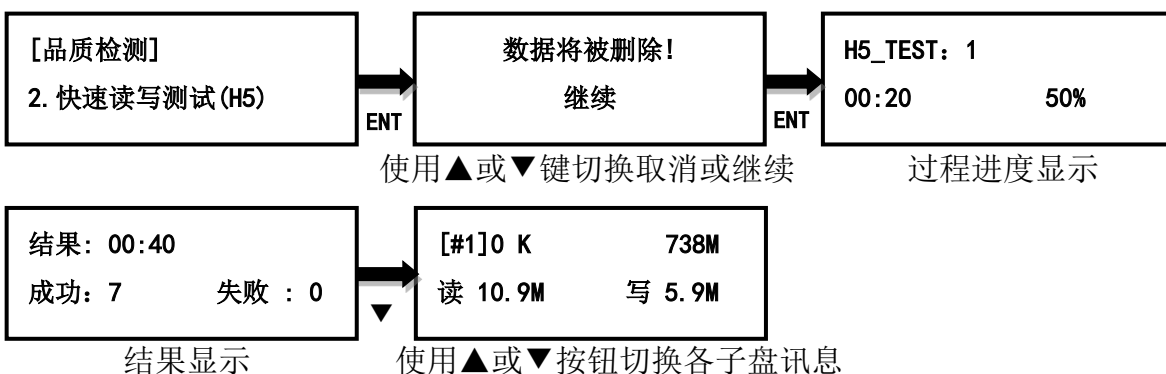 [品质检测]
2.快速读写测试(H5)
ENT
数据将被删除!
继续
ENT
H5_TEST: 1
00:20 50%
使用▲或▼键切换取消或继续
过程进度显示
结果: 00:40
成功: 7 失败 : 0
▼
[#1]0 K 738M
读 10.9M 写 5.9M
结果显示
使用▲或▼按钮切换各子盘讯息